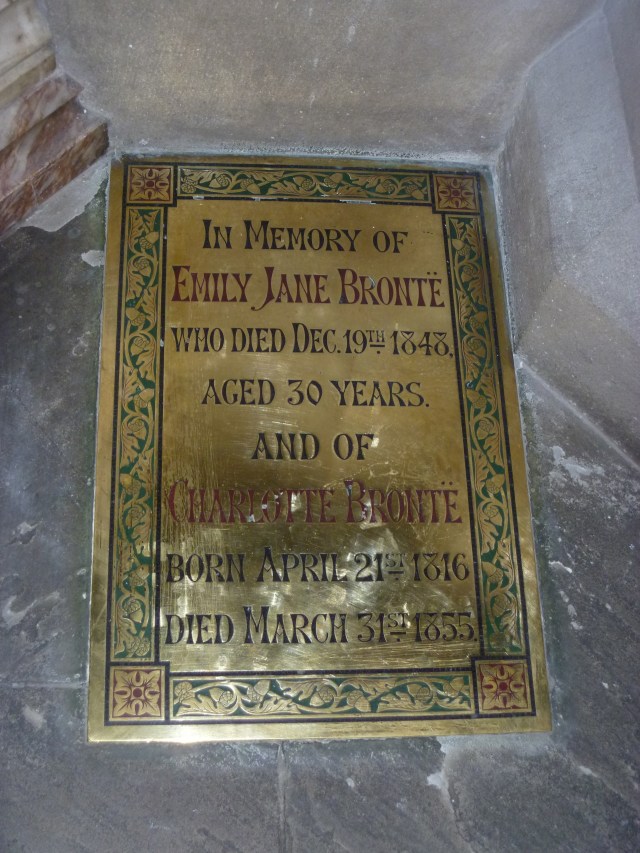 In Memory of
Emily Jane Brontë
who died Dec. 19th 1848,
aged 30 years.
and of
Charlotte Brontë
born April 21st 1816
died March 31st 1855.